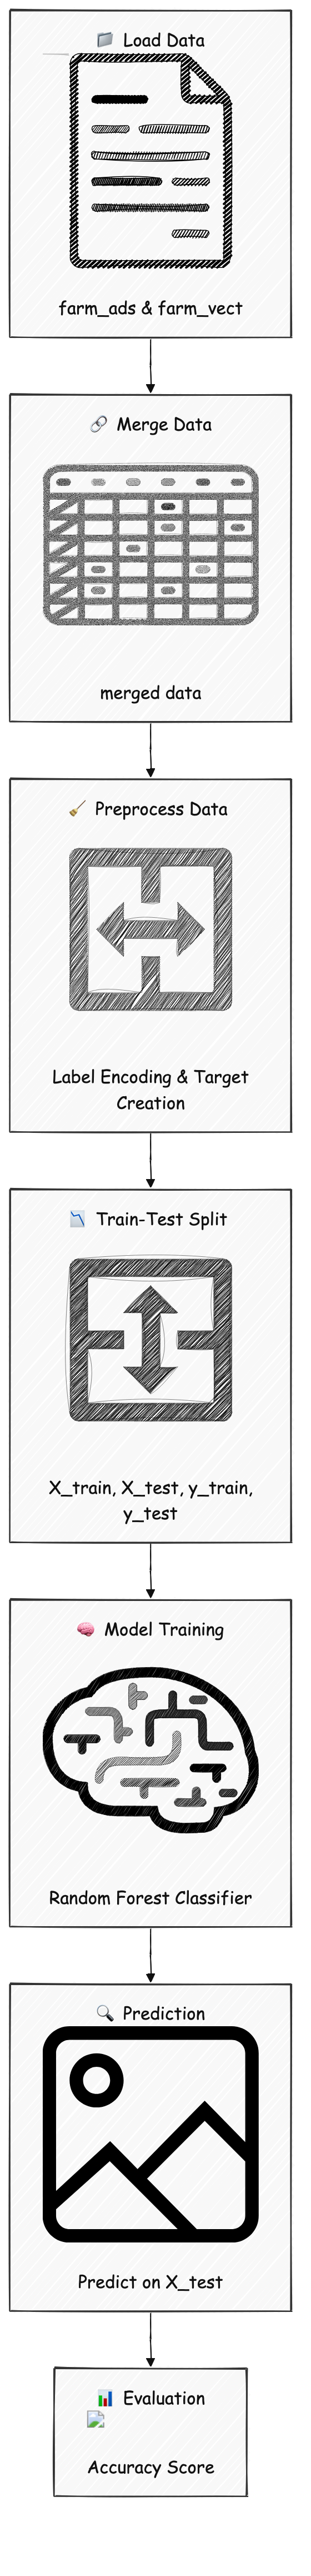 Load Data
farm_ads & farm_vect
Merge Data
merged data
Preprocess Data
Label Encoding & Target
Creation
Train-Test Split
X_train, X_test, y_train,
y_test
Model Training
Random Forest Classifier
Prediction
Predict on X_test
Evaluation
Accuracy Score